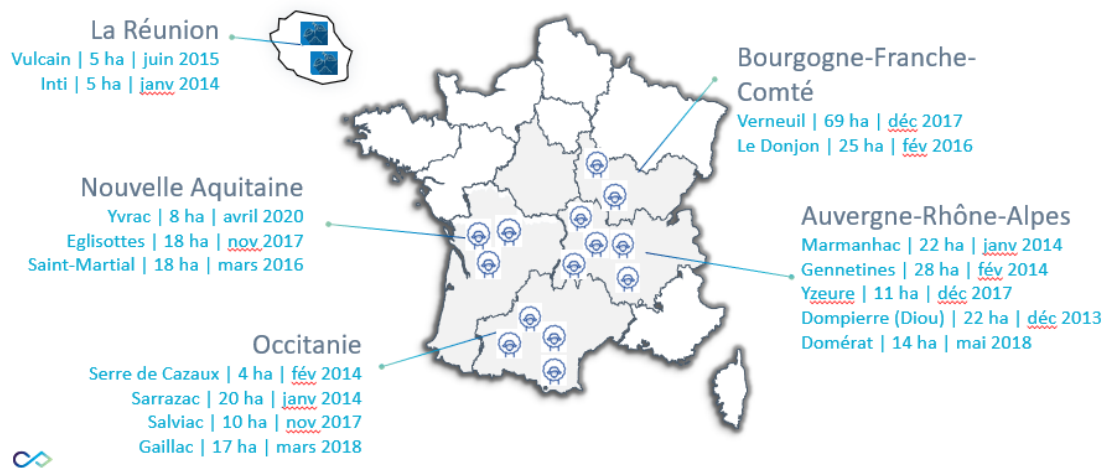 La Réunion
Vulcain | 5 ha | juin 2015
Inti | 5 ha | janv 2014
Bourgogne-Franche-
Comté
Verneuil | 69 ha | déc 2017
Le Donjon | 25 ha | fév 2016
Nouvelle Aquitaine
Yvrac | 8 ha | avril 2020
Eglisottes | 18 ha | nov 2017
Saint-Martial | 18 ha | mars 2016
Auvergne-Rhône-Alpes
Marmanhac | 22 ha | janv 2014
Gennetines | 28 ha | fév 2014
Yzeure | 11 ha | déc 2017
Dompierre (Diou) | 22 ha | déc 2013
Domérat | 14 ha | mai 2018
Occitanie
Serre de Cazaux | 4 ha | fév 2014
Sarrazac | 20 ha | janv 2014
Salviac | 10 ha | nov 2017
Gaillac | 17 ha | mars 2018